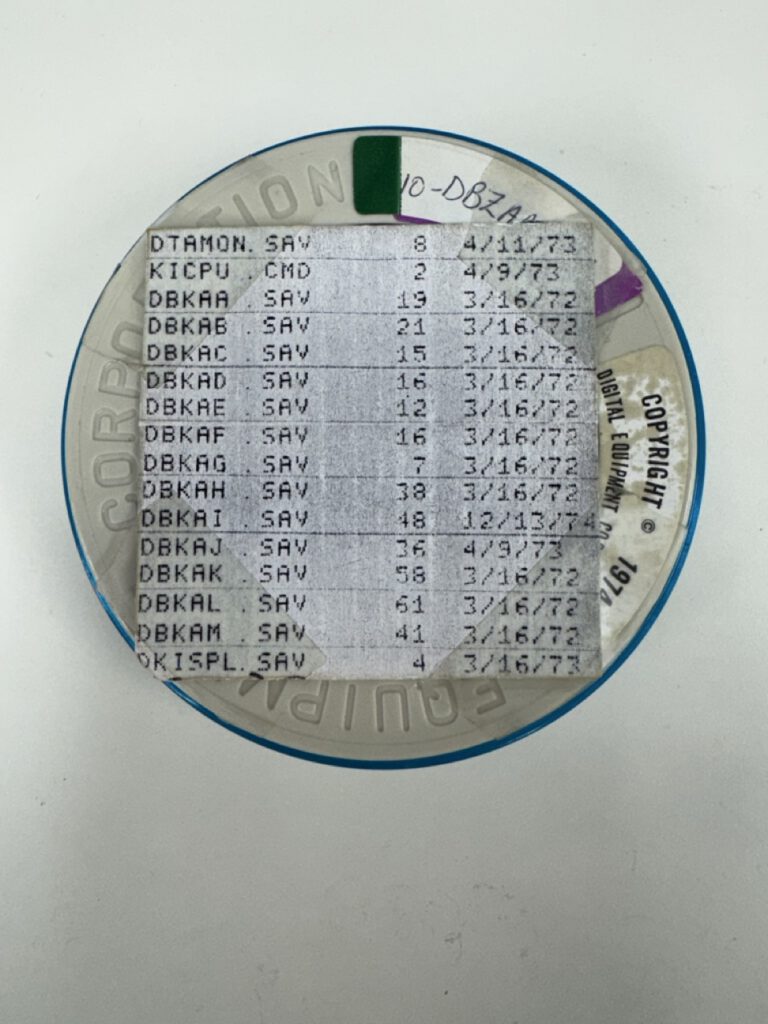 CORPORATION
10-DBZAA
DTAMON. SAV 8 4/11/73
KICPU . CMD 2 4/9/73
DBKAA . SAV 19 3/16/72
DBKAB . SAV 21 3/16/72
DBKAC . SAV 15 3/16/72
DBKAD . SAV 16 3/16/72
DBKAE . SAV 12 3/16/72
DBKAF . SAV 16 3/16/72
DBKAG . SAV 7 3/16/72
DBKAH . SAV 38 3/16/72
DBKAI . SAV 48 12/13/74
DBKAJ . SAV 36 4/9/73
DBKAK . SAV 58 3/16/72
DBKAL . SAV 61 3/16/72
DBKAM . SAV 41 3/16/72
DKISPL. SAV 4 3/16/73
COPYRIGHT © 1974
DIGITAL EQUIPMENT CO
EQUIPM